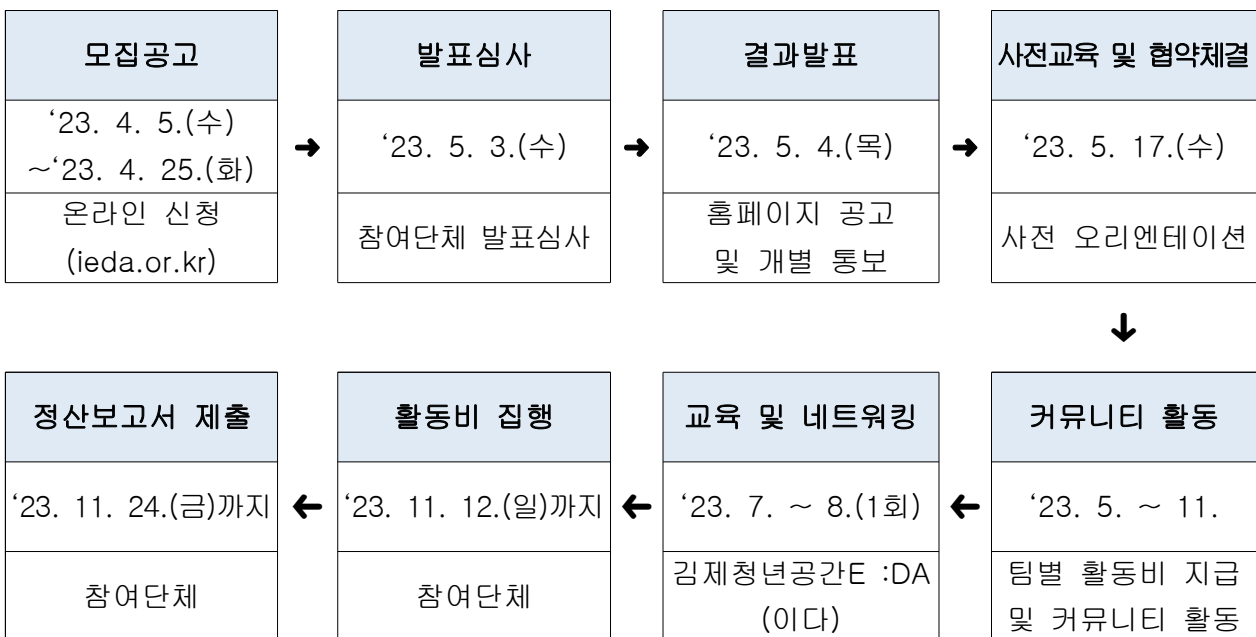 모집공고
‘23. 4. 5.(수)
~‘23. 4. 25.(화)
온라인 신청
(ieda.or.kr)
➜
발표심사
‘23. 5. 3.(수)
참여단체 발표심사
➜
결과발표
‘23. 5. 4.(목)
홈페이지 공고
및 개별 통보
➜
사전교육 및 협약체결
‘23. 5. 17.(수)
사전 오리엔테이션
↓
커뮤니티 활동
‘23. 5. ~ 11.
팀별 활동비 지급
및 커뮤니티 활동
←
교육 및 네트워킹
‘23. 7. ~ 8.(1회)
김제청년공간E :DA
(이다)
←
활동비 집행
‘23. 11. 12.(일)까지
참여단체
←
정산보고서 제출
‘23. 11. 24.(금)까지
참여단체